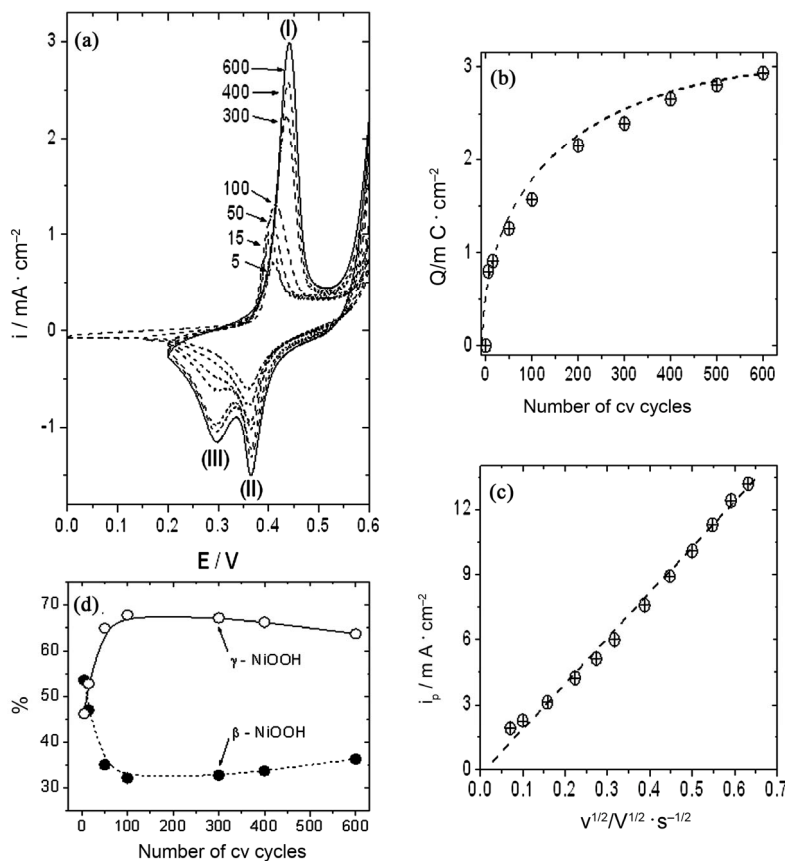 (a)
(I)
3
600
400
300
2
100
50
15
5
1
0
-1
i / mA · cm⁻²
(III)
(II)
0.0 0.1 0.2 0.3 0.4 0.5 0.6
E / V
(b)
3
2
1
0
Q/m C · cm⁻²
0 100 200 300 400 500 600
Number of cv cycles
(c)
12
9
6
3
0
iₚ / m A · cm⁻²
0.0 0.1 0.2 0.3 0.4 0.5 0.6 0.7
v¹/²/V¹/² · s⁻¹/²
(d)
70
60
50
40
30
%
γ - NiOOH
β - NiOOH
0 100 200 300 400 500 600
Number of cv cycles